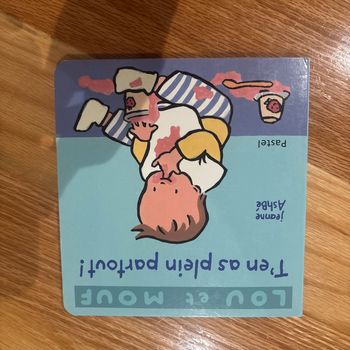 LOU et MOUF
T'en as plein partout!
jeanne
AshBé
Pastel